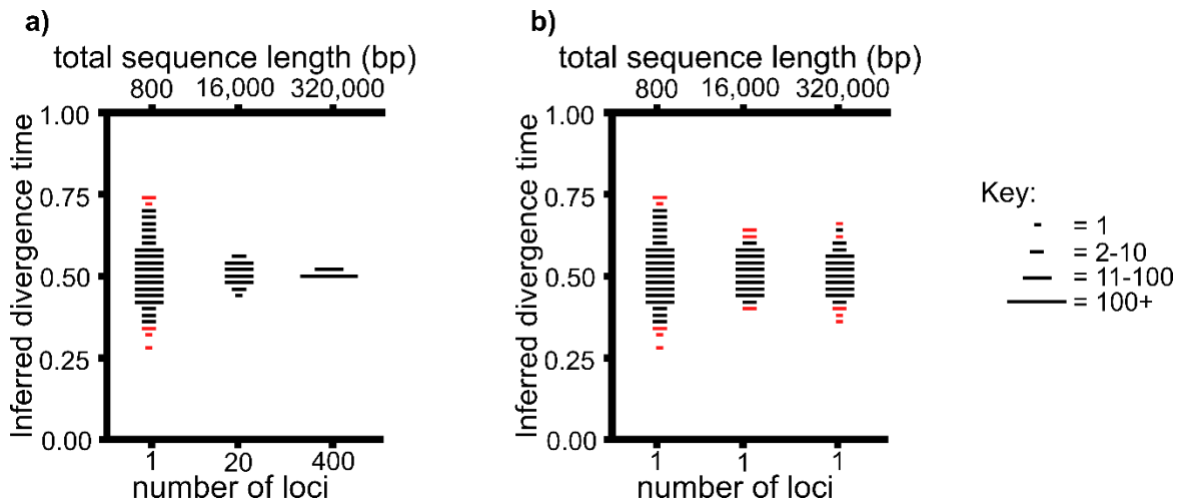 a)
total sequence length (bp)
800 16,000 320,000
Inferred divergence time
1.00
0.75
0.50
0.25
0.00
1 20 400
number of loci
b)
total sequence length (bp)
800 16,000 320,000
Inferred divergence time
1.00
0.75
0.50
0.25
0.00
1 1 1
number of loci
Key:
= 1
= 2-10
= 11-100
= 100+